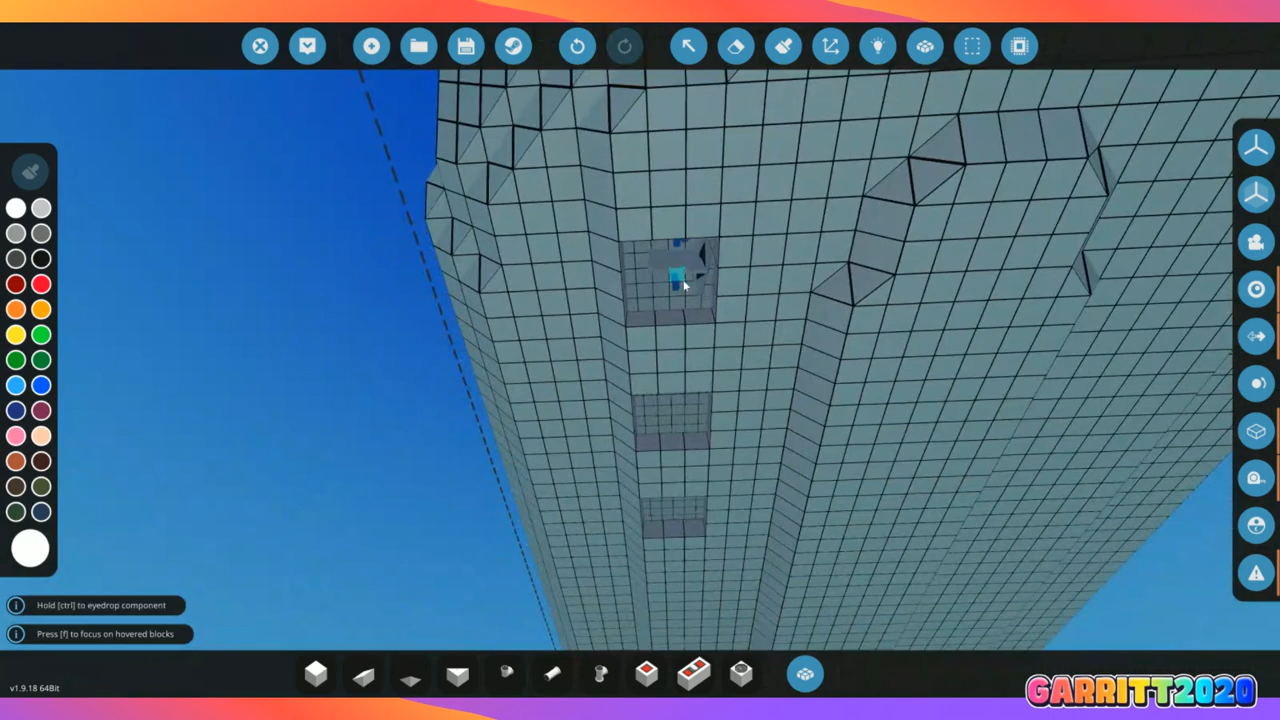 Hold [ctrl] to eyedrop component
Press [f] to focus on hovered blocks
v1.9.18 64Bit
GARRITT2020